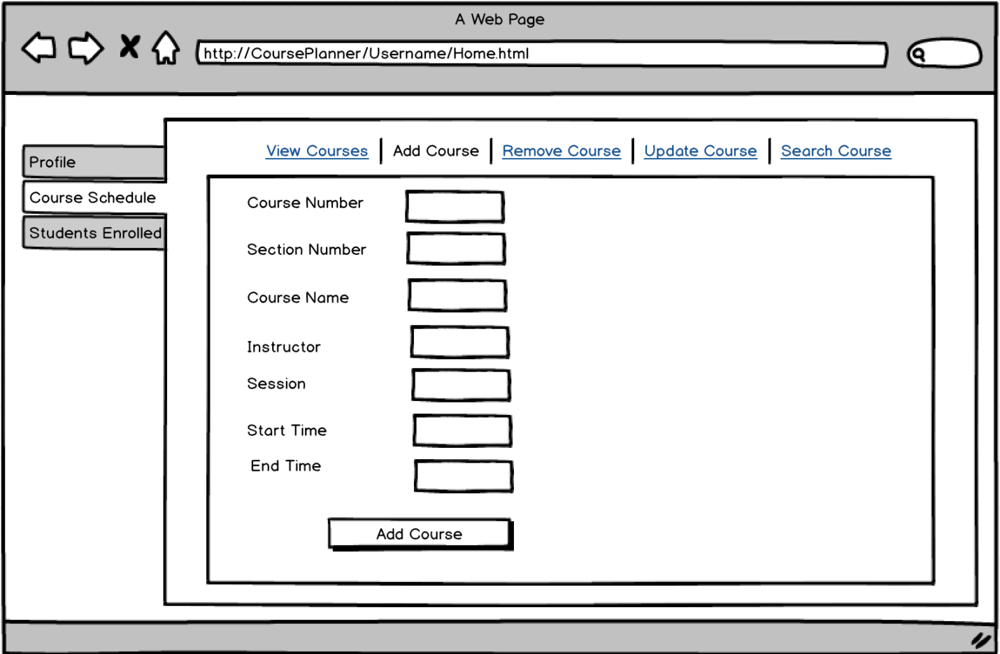 A Web Page
http://CoursePlanner/Username/Home.html
Profile
Course Schedule
Students Enrolled
View Courses | Add Course | Remove Course | Update Course | Search Course
Course Number
Section Number
Course Name
Instructor
Session
Start Time
End Time
Add Course